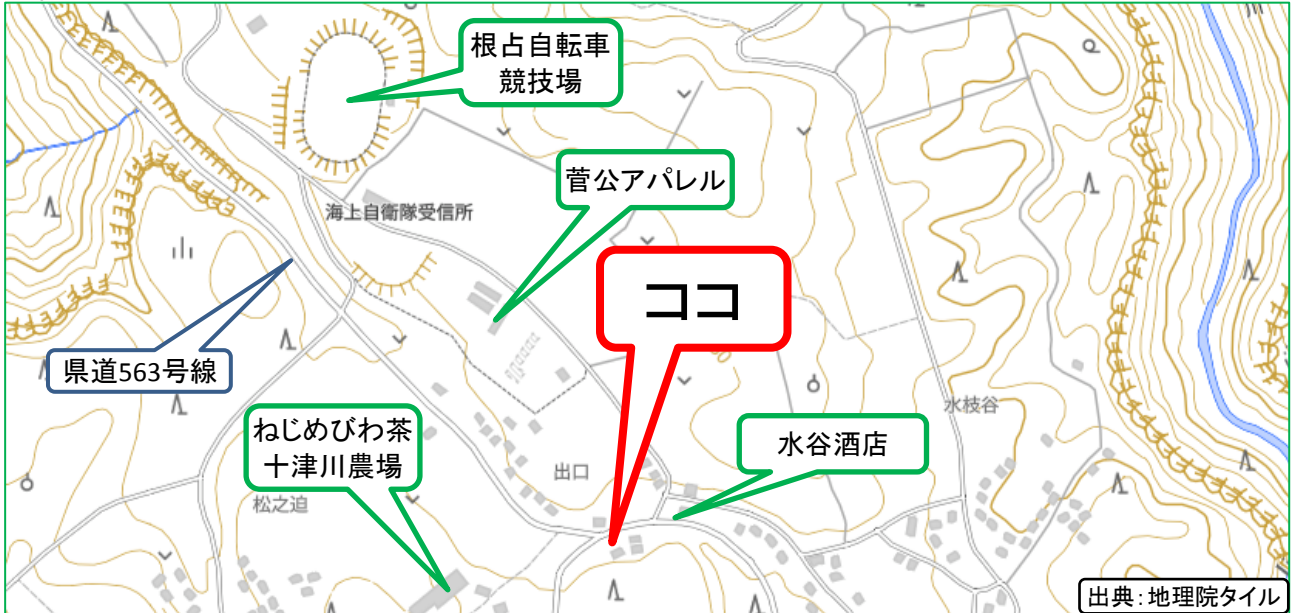 根占自転車
競技場
菅公アパレル
海上自衛隊受信所
ココ
県道563号線
水枝谷
ねじめびわ茶
十津川農場
水谷酒店
出口
松之迫
出典：地理院タイル